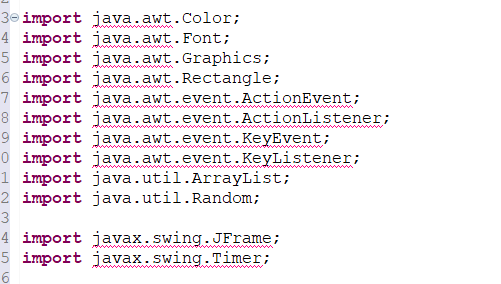 3 import java.awt.Color;
4 import java.awt.Font;
5 import java.awt.Graphics;
6 import java.awt.Rectangle;
7 import java.awt.event.ActionEvent;
8 import java.awt.event.ActionListener;
9 import java.awt.event.KeyEvent;
0 import java.awt.event.KeyListener;
1 import java.util.ArrayList;
2 import java.util.Random;
3
4 import javax.swing.JFrame;
5 import javax.swing.Timer;
6